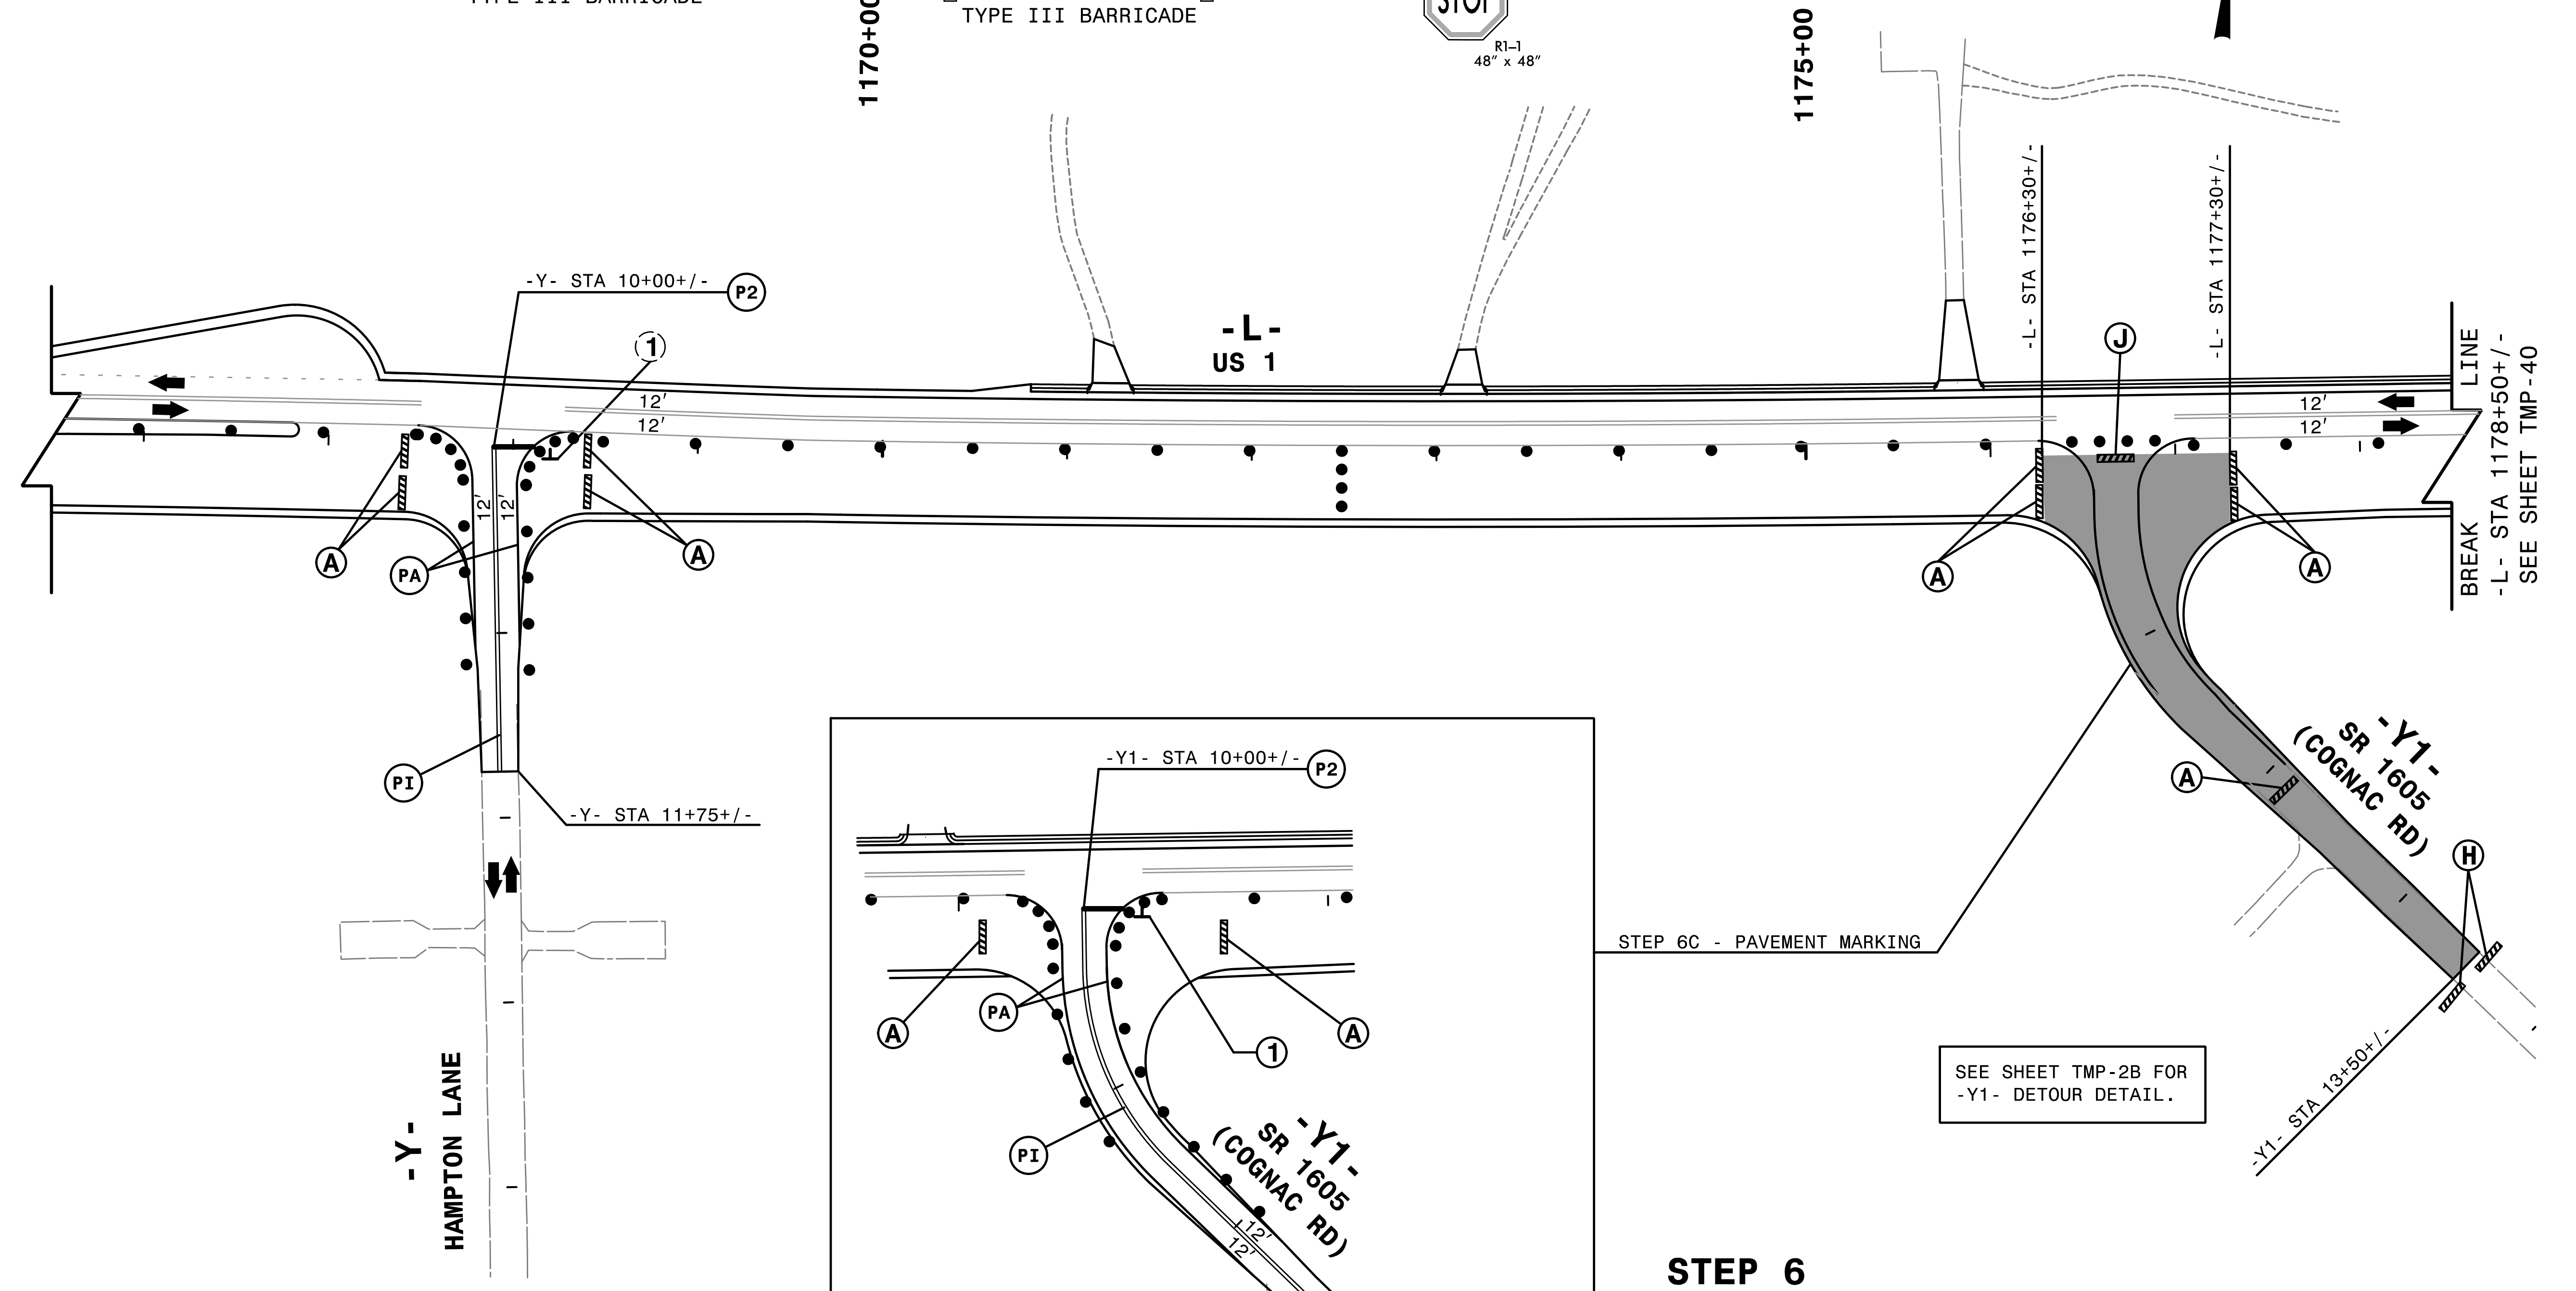 TYPE III BARRICADE
TYPE III BARRICADE
STOP
R1-1
48" x 48"
1170+00
1175+00
-Y- STA 10+00+/-
P2
1
-L-
US 1
-L- STA 1176+30+/-
-L- STA 1177+30+/-
J
12'
12'
12'
12'
12'
12'
BREAK LINE
-L- STA 1178+50+/-
SEE SHEET TMP-40
A
PA
A
A
A
PI
-Y- STA 11+75+/-
-Y-
HAMPTON LANE
-Y1- STA 10+00+/-
P2
A
PA
1
A
PI
-Y1-
SR 1605
(COGNAC RD)
12'
12'
STEP 6C - PAVEMENT MARKING
-Y1-
SR 1605
(COGNAC RD)
A
H
SEE SHEET TMP-2B FOR
-Y1- DETOUR DETAIL.
-Y1- STA 13+50+/-
STEP 6